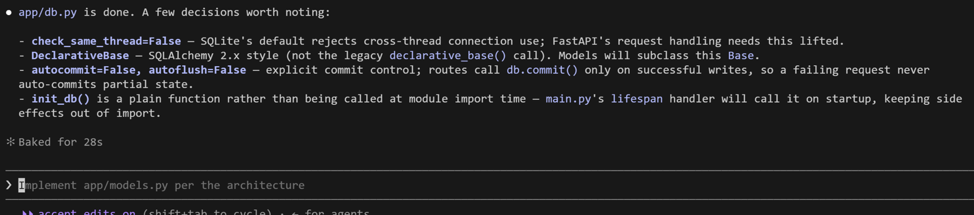 ● app/db.py is done. A few decisions worth noting:
- check_same_thread=False — SQLite's default rejects cross-thread connection use; FastAPI's request handling needs this lifted.
- DeclarativeBase — SQLAlchemy 2.x style (not the legacy declarative_base() call). Models will subclass this Base.
- autocommit=False, autoflush=False — explicit commit control; routes call db.commit() only on successful writes, so a failing request never
auto-commits partial state.
- init_db() is a plain function rather than being called at module import time — main.py's lifespan handler will call it on startup, keeping side
effects out of import.
✻ Baked for 28s
❯ Implement app/models.py per the architecture
⏵⏵ accept edits on (shift+tab to cycle) · ← for agents